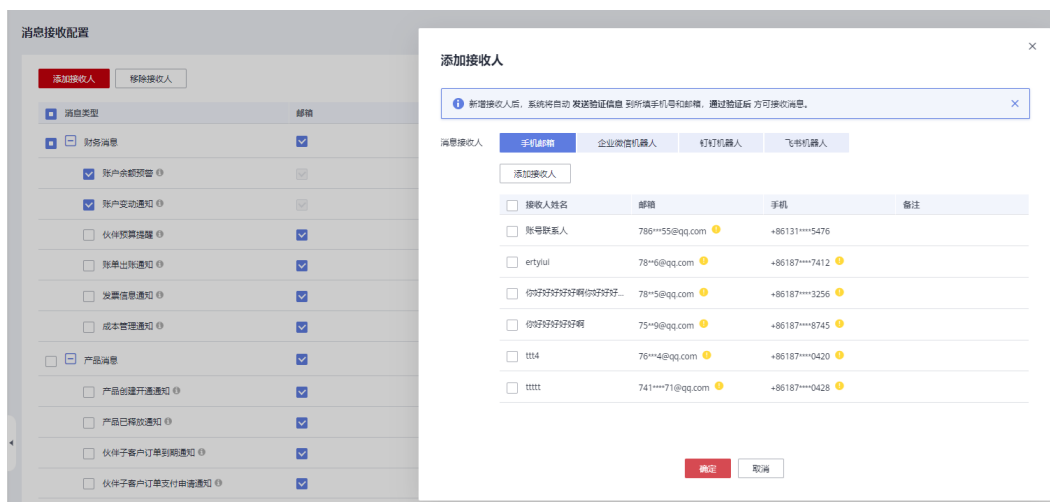 消息接收配置
添加接收人 移除接收人
消息类型 邮箱
财务消息
账户余额预警
账户变动通知
伙伴预算提醒
账单出账通知
发票信息通知
成本管理通知
产品消息
产品创建开通通知
产品已释放通知
伙伴子客户订单到期通知
伙伴子客户订单支付申请通知
添加接收人
新增接收人后，系统将自动 发送验证信息 到所填手机号和邮箱，通过验证后 方可接收消息。
消息接收人 手机邮箱 企业微信机器人 钉钉机器人 飞书机器人
添加接收人
接收人姓名 邮箱 手机 备注
账号联系人 786***55@qq.com +86131****5476
ertyiui 78**6@qq.com +86187****7412
你好好好好好啊你好好好... 78**5@qq.com +86187****3256
你好好好好好啊 75**9@qq.com +86187****8745
ttt4 76***4@qq.com +86187****0420
ttttt 741****71@qq.com +86187****0428
确定 取消